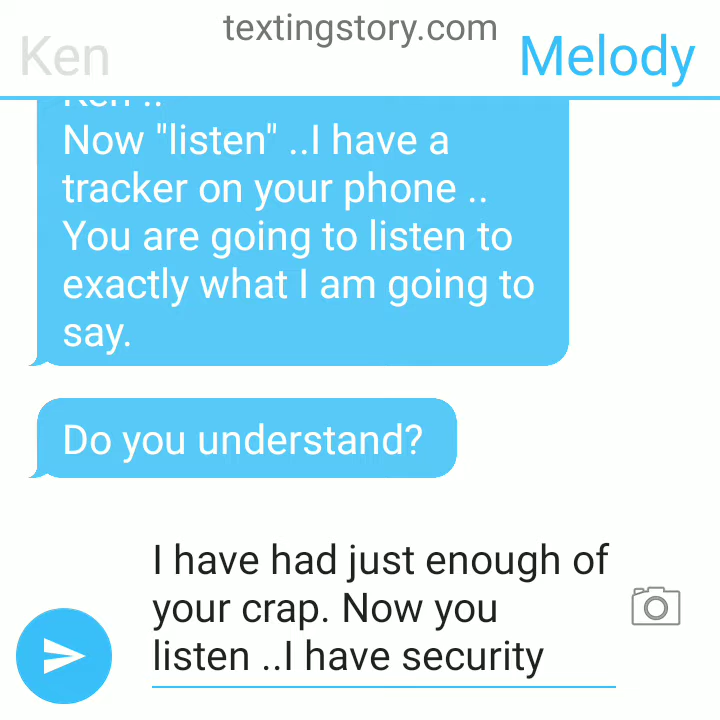 textingstory.com
Ken
Melody
Ken ..
Now "listen" ..I have a
tracker on your phone ..
You are going to listen to
exactly what I am going to
say.
Do you understand?
I have had just enough of
your crap. Now you
listen ..I have security